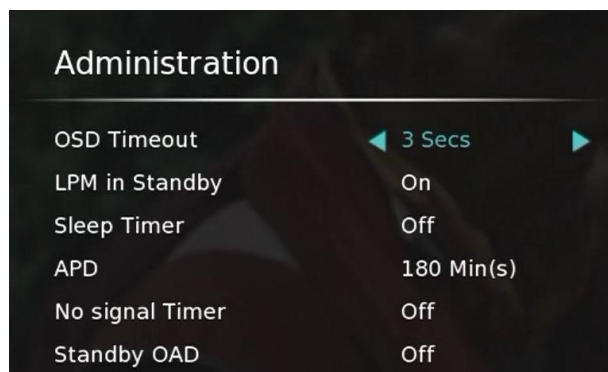 Administration
OSD Timeout 3 Secs
LPM in Standby On
Sleep Timer Off
APD 180 Min(s)
No signal Timer Off
Standby OAD Off